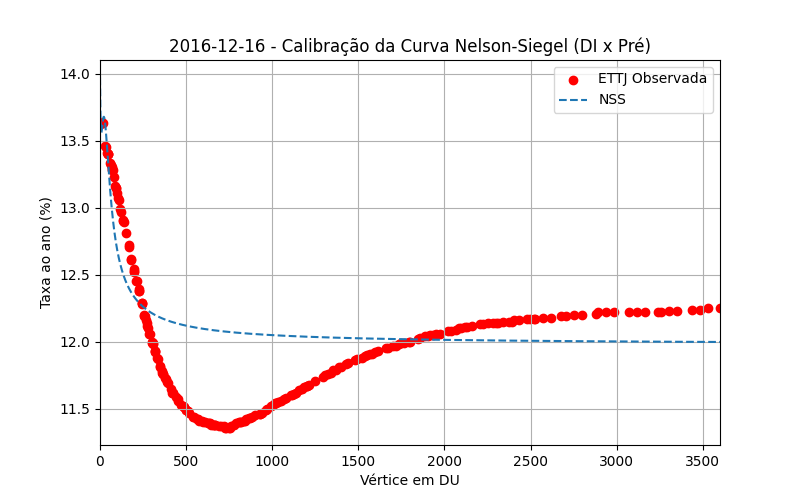 2016-12-16 - Calibração da Curva Nelson-Siegel (DI x Pré)
ETTJ Observada
NSS
Taxa ao ano (%)
14.0
13.5
13.0
12.5
12.0
11.5
0 500 1000 1500 2000 2500 3000 3500
Vértice em DU